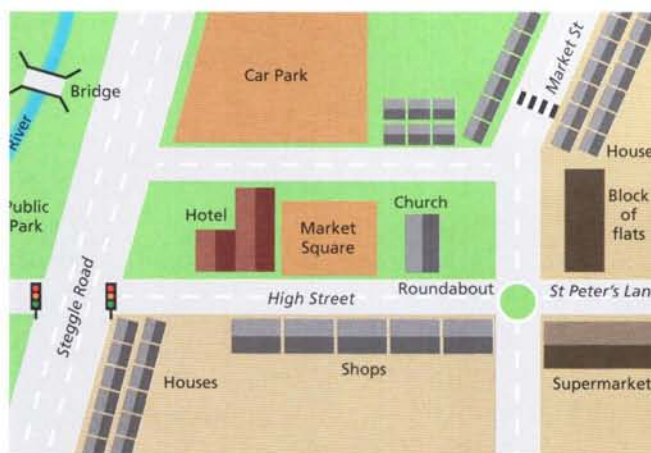 Car Park
Market St
Bridge
River
House
Public
Park
Hotel
Market
Square
Church
Block
of
flats
Steggle Road
High Street
Roundabout
St Peter's Lan
Houses
Shops
Supermarket